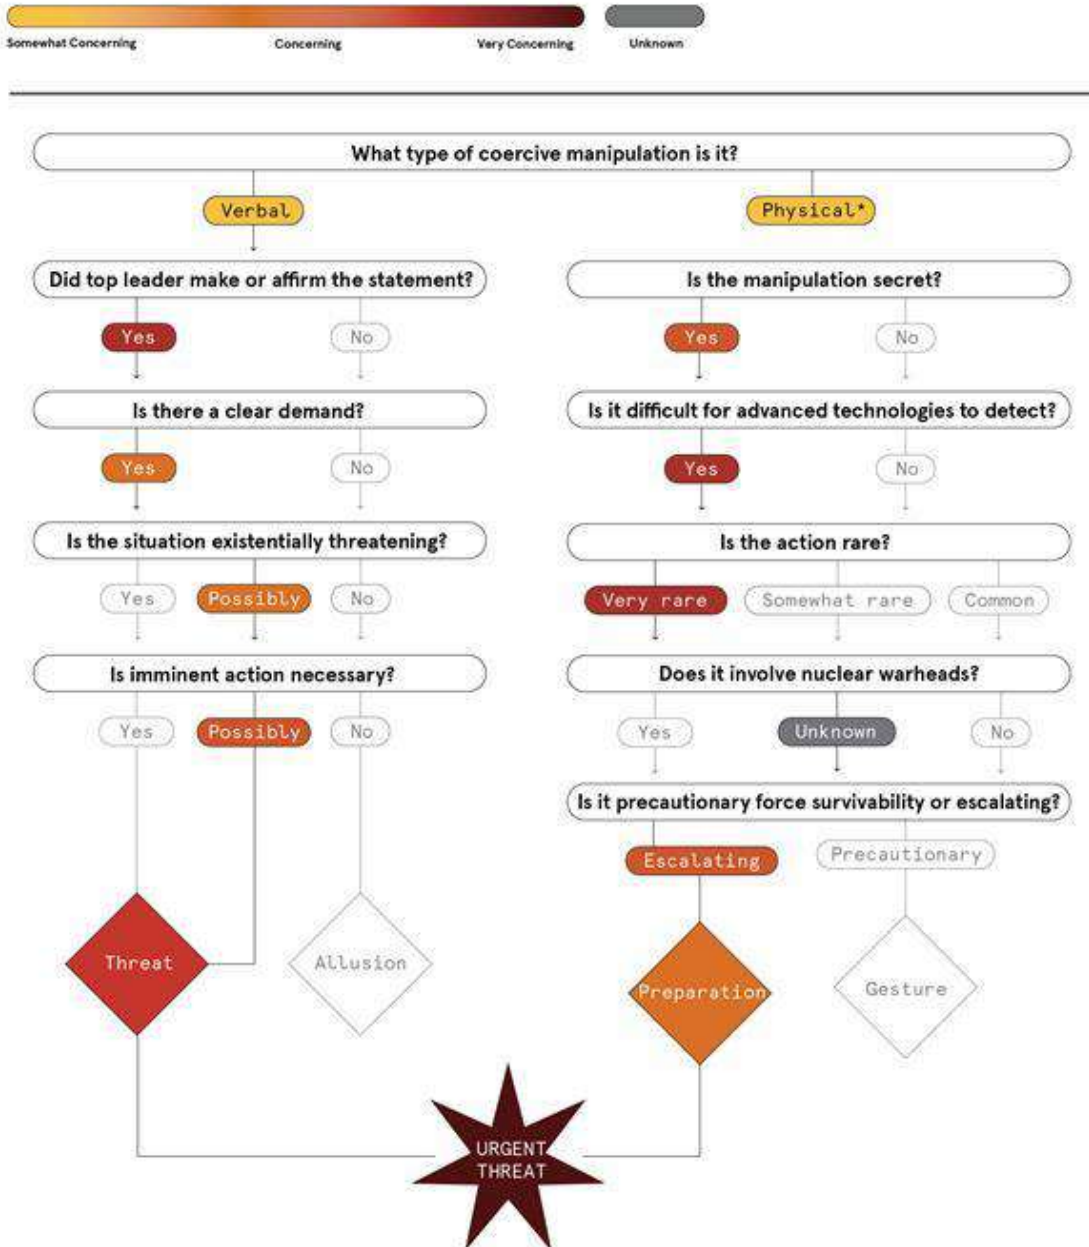 Somewhat Concerning Concerning Very Concerning Unknown
What type of coercive manipulation is it?
Verbal Physical*
Did top leader make or affirm the statement? Is the manipulation secret?
Yes No Yes No
Is there a clear demand? Is it difficult for advanced technologies to detect?
Yes No Yes No
Is the situation existentially threatening? Is the action rare?
Yes Possibly No Very rare Somewhat rare Common
Is imminent action necessary? Does it involve nuclear warheads?
Yes Possibly No Yes Unknown No
Is it precautionary force survivability or escalating?
Escalating Precautionary
Threat Allusion Preparation Gesture
URGENT
THREAT